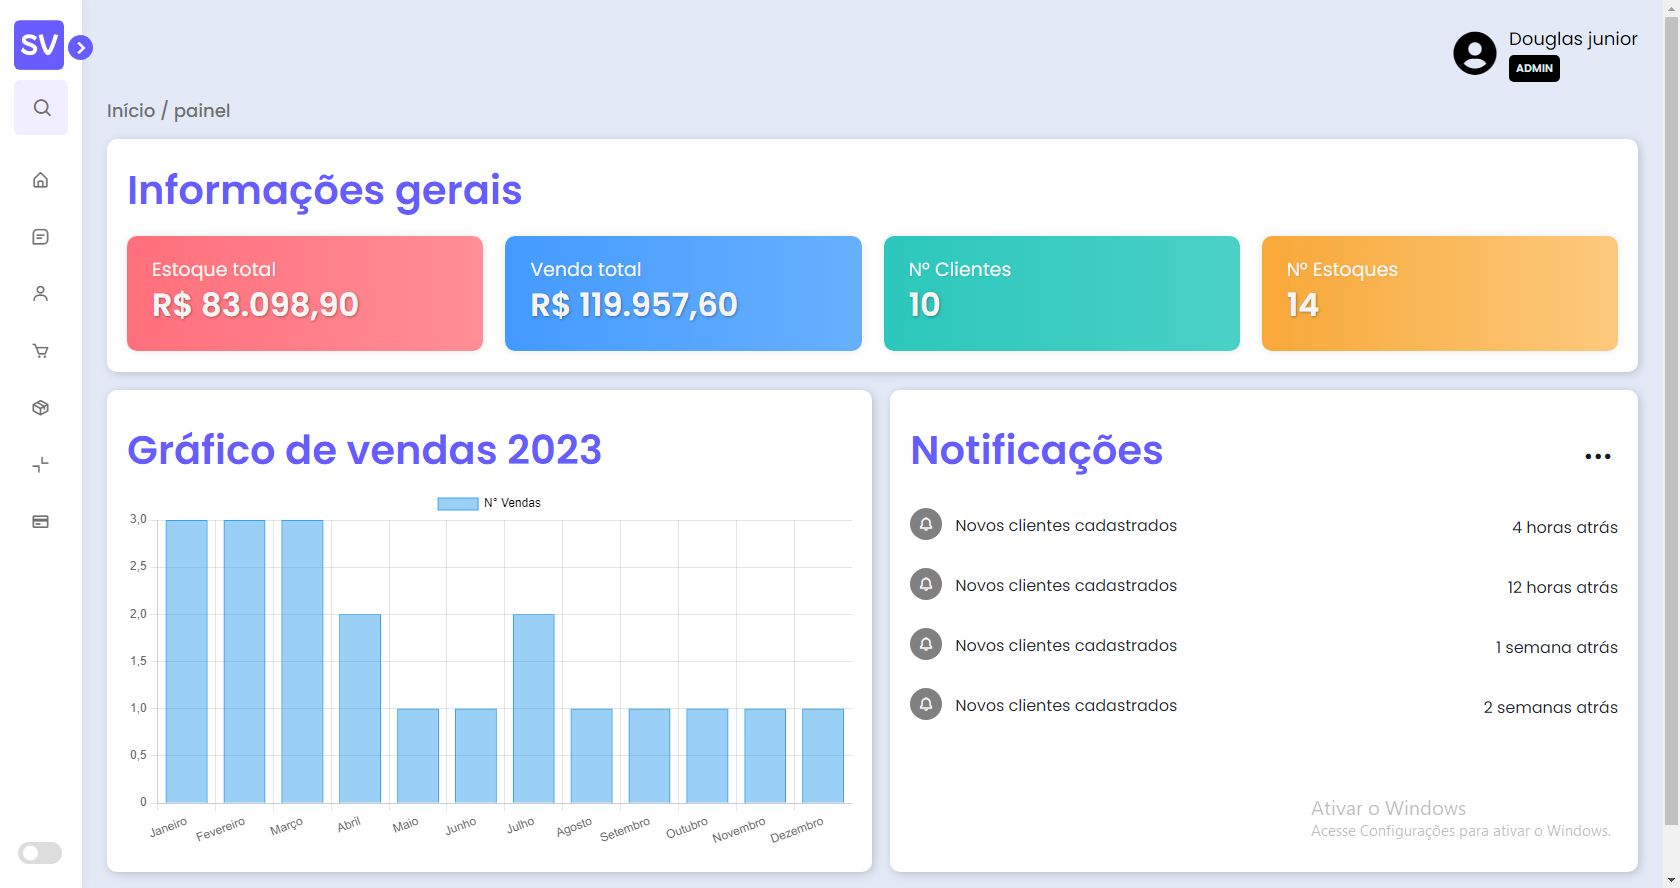 SV
Douglas junior
ADMIN
Início / painel
Informações gerais
Estoque total
R$ 83.098,90
Venda total
R$ 119.957,60
Nº Clientes
10
Nº Estoques
14
Gráfico de vendas 2023
N° Vendas
3,0
2,5
2,0
1,5
1,0
0,5
0
Janeiro
Fevereiro
Março
Abril
Maio
Junho
Julho
Agosto
Setembro
Outubro
Novembro
Dezembro
Notificações
Novos clientes cadastrados
4 horas atrás
Novos clientes cadastrados
12 horas atrás
Novos clientes cadastrados
1 semana atrás
Novos clientes cadastrados
2 semanas atrás
Ativar o Windows
Acesse Configurações para ativar o Windows.